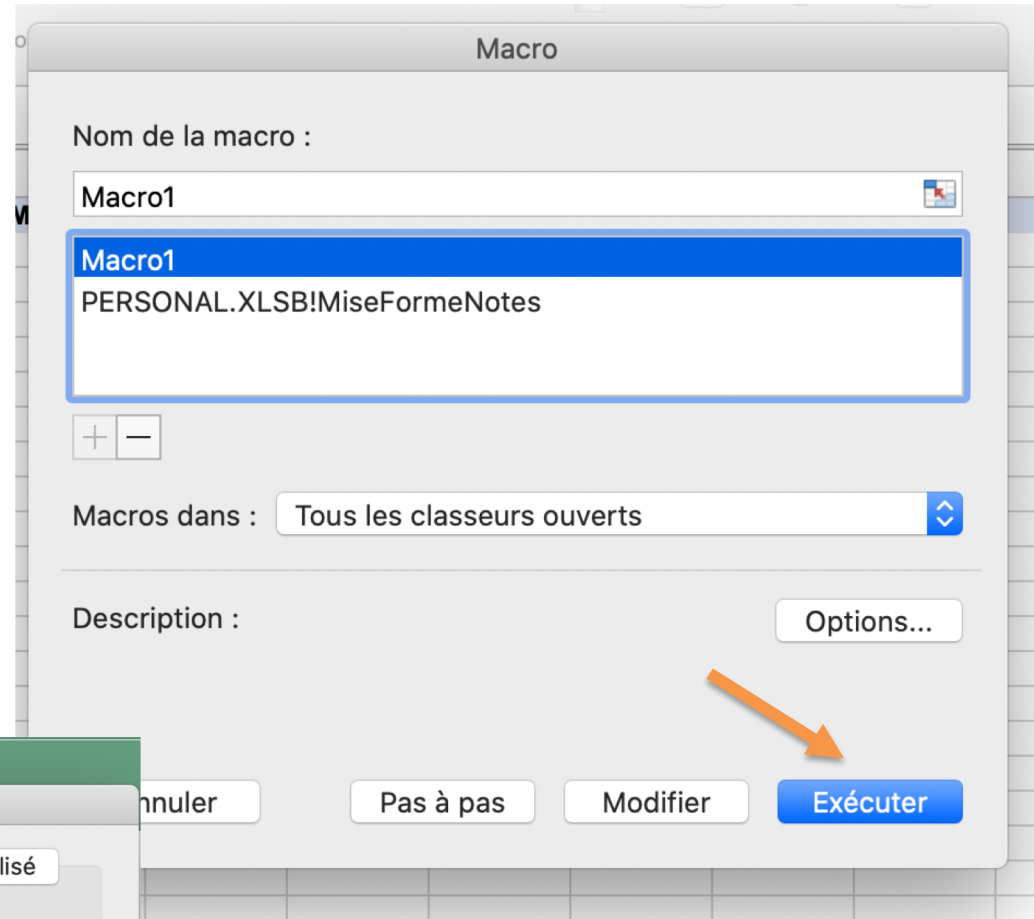 Macro
Nom de la macro :
Macro1
Macro1
PERSONAL.XLSB!MiseFormeNotes
Macros dans : Tous les classeurs ouverts
Description :
Options...
nnuler Pas à pas Modifier Exécuter
lisé